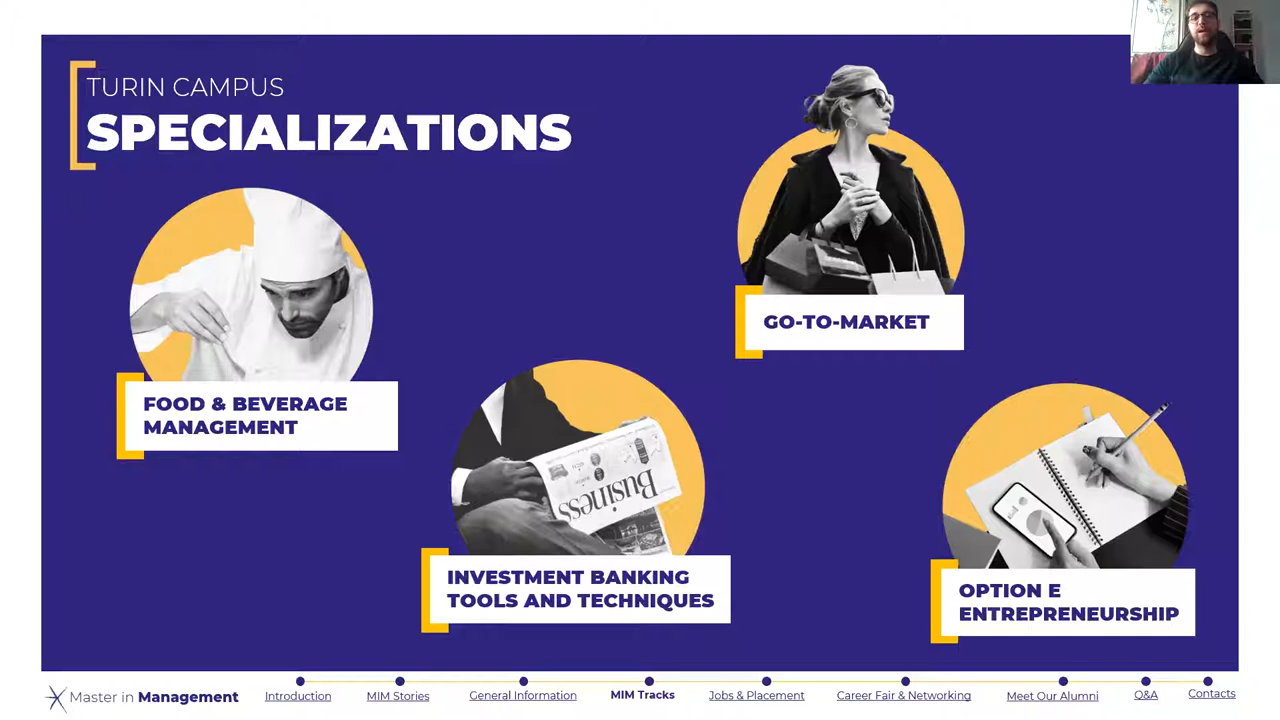 TURIN CAMPUS
SPECIALIZATIONS
GO-TO-MARKET
FOOD & BEVERAGE
MANAGEMENT
Business
INVESTMENT BANKING
TOOLS AND TECHNIQUES
OPTION E
ENTREPRENEURSHIP
Master in Management
Introduction
MIM Stories
General Information
MIM Tracks
Jobs & Placement
Career Fair & Networking
Meet Our Alumni
Q&A
Contacts